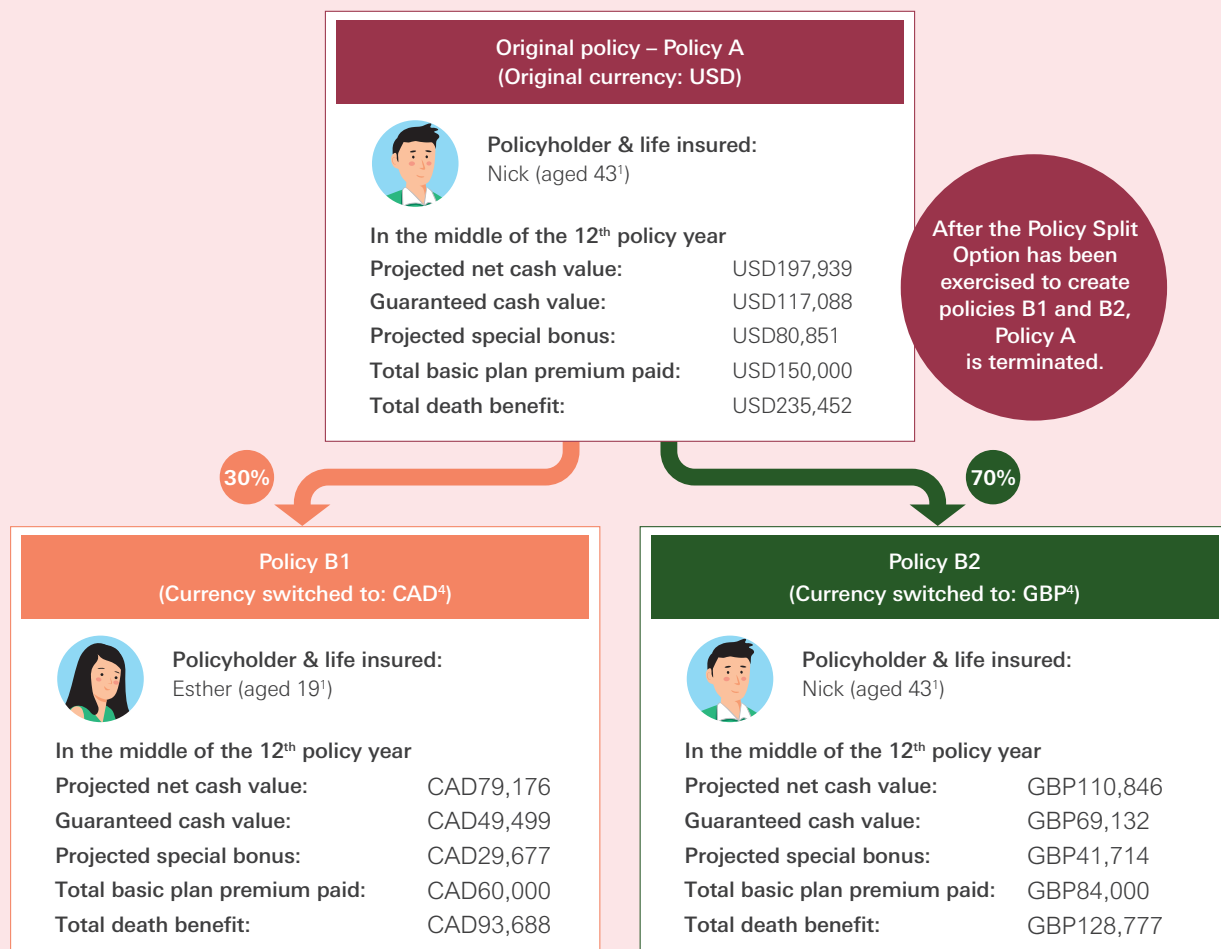 Original policy – Policy A
(Original currency: USD)
Policyholder & life insured:
Nick (aged 43¹)
In the middle of the 12th policy year
Projected net cash value: USD197,939
Guaranteed cash value: USD117,088
Projected special bonus: USD80,851
Total basic plan premium paid: USD150,000
Total death benefit: USD235,452
After the Policy Split
Option has been
exercised to create
policies B1 and B2,
Policy A
is terminated.
30%
70%
Policy B1
(Currency switched to: CAD⁴)
Policyholder & life insured:
Esther (aged 19¹)
In the middle of the 12th policy year
Projected net cash value: CAD79,176
Guaranteed cash value: CAD49,499
Projected special bonus: CAD29,677
Total basic plan premium paid: CAD60,000
Total death benefit: CAD93,688
Policy B2
(Currency switched to: GBP⁴)
Policyholder & life insured:
Nick (aged 43¹)
In the middle of the 12th policy year
Projected net cash value: GBP110,846
Guaranteed cash value: GBP69,132
Projected special bonus: GBP41,714
Total basic plan premium paid: GBP84,000
Total death benefit: GBP128,777